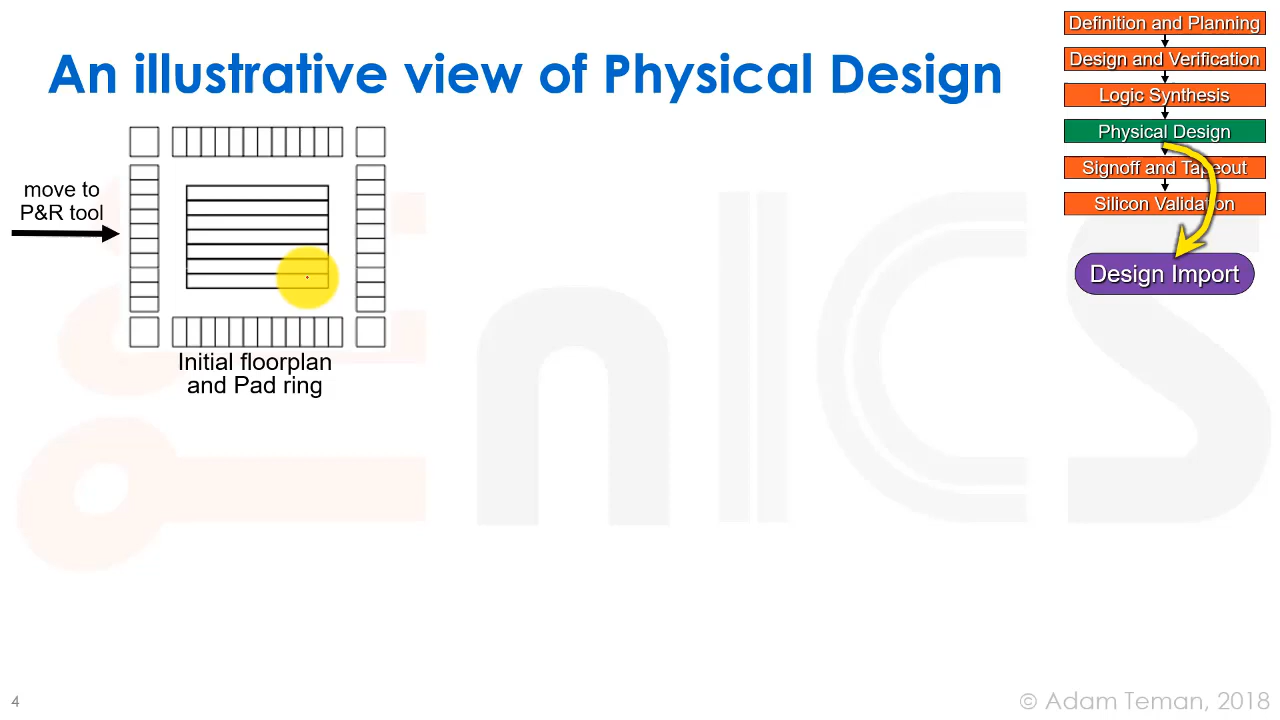 An illustrative view of Physical Design
Definition and Planning
Design and Verification
Logic Synthesis
Physical Design
Signoff and Tapeout
Silicon Validation
Design Import
move to
P&R tool
Initial floorplan
and Pad ring
EnICS
4
© Adam Teman, 2018